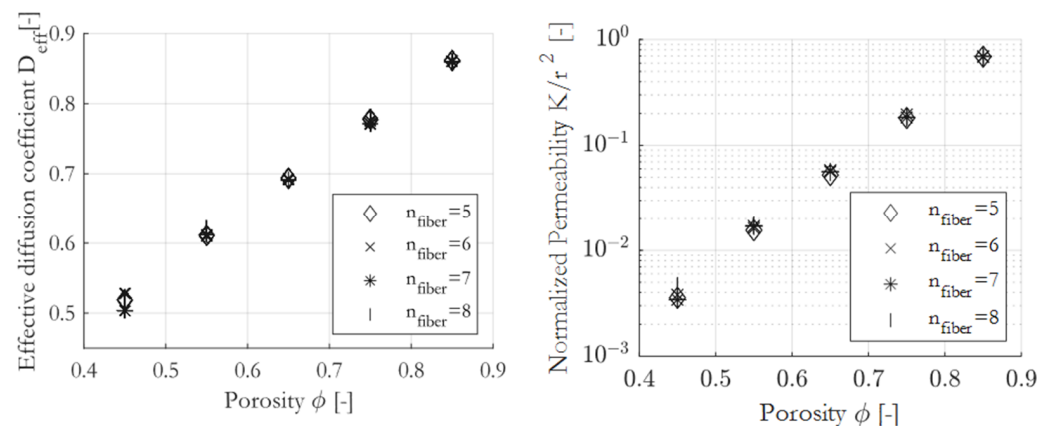 Effective diffusion coefficient D_eff[-]
0.9
0.8
0.7
0.6
0.5
0.4 0.5 0.6 0.7 0.8 0.9
Porosity ϕ [-]
n_fiber=5
n_fiber=6
n_fiber=7
n_fiber=8
Normalized Permeability K/r^2 [-]
10^0
10^-1
10^-2
10^-3
0.4 0.5 0.6 0.7 0.8 0.9
Porosity ϕ [-]
n_fiber=5
n_fiber=6
n_fiber=7
n_fiber=8